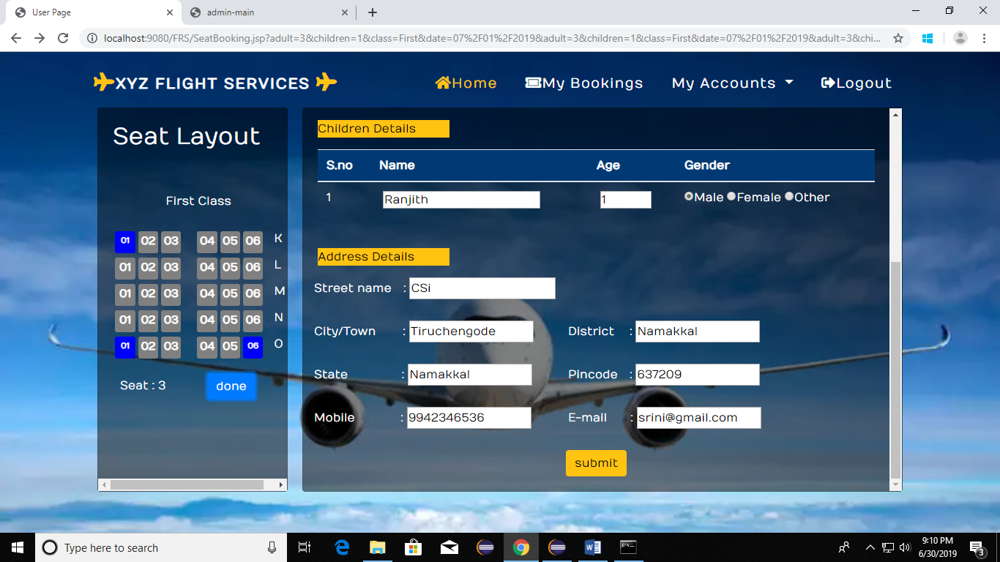 User Page
admin-main
localhost:9080/FRS/SeatBooking.jsp?adult=3&children=1&class=First&date=07%2F01%2F2019&adult=3&children=1&class=First&date=07%2F01%2F2019&adult=3&chi...
XYZ FLIGHT SERVICES
Home
My Bookings
My Accounts
Logout
Seat Layout
First Class
01 02 03 04 05 06 K
01 02 03 04 05 06 L
01 02 03 04 05 06 M
01 02 03 04 05 06 N
01 02 03 04 05 06 O
Seat : 3 done
Children Details
S.no Name Age Gender
1 Ranjith 1 Male Female Other
Address Details
Street name : CSi
City/Town : Tiruchengode District : Namakkal
State : Namakkal Pincode : 637209
Mobile : 9942346536 E-mail : srini@gmail.com
submit
Type here to search
9:10 PM
6/30/2019
3